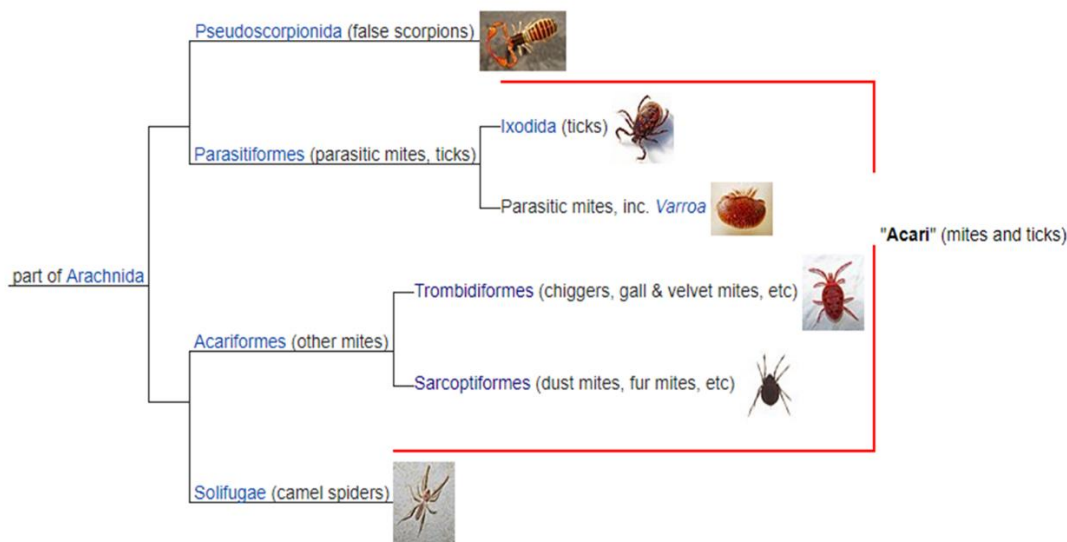 Pseudoscorpionida (false scorpions)
Ixodida (ticks)
Parasitiformes (parasitic mites, ticks)
Parasitic mites, inc. Varroa
"Acari" (mites and ticks)
part of Arachnida
Trombidiformes (chiggers, gall & velvet mites, etc)
Acariformes (other mites)
Sarcoptiformes (dust mites, fur mites, etc)
Solifugae (camel spiders)